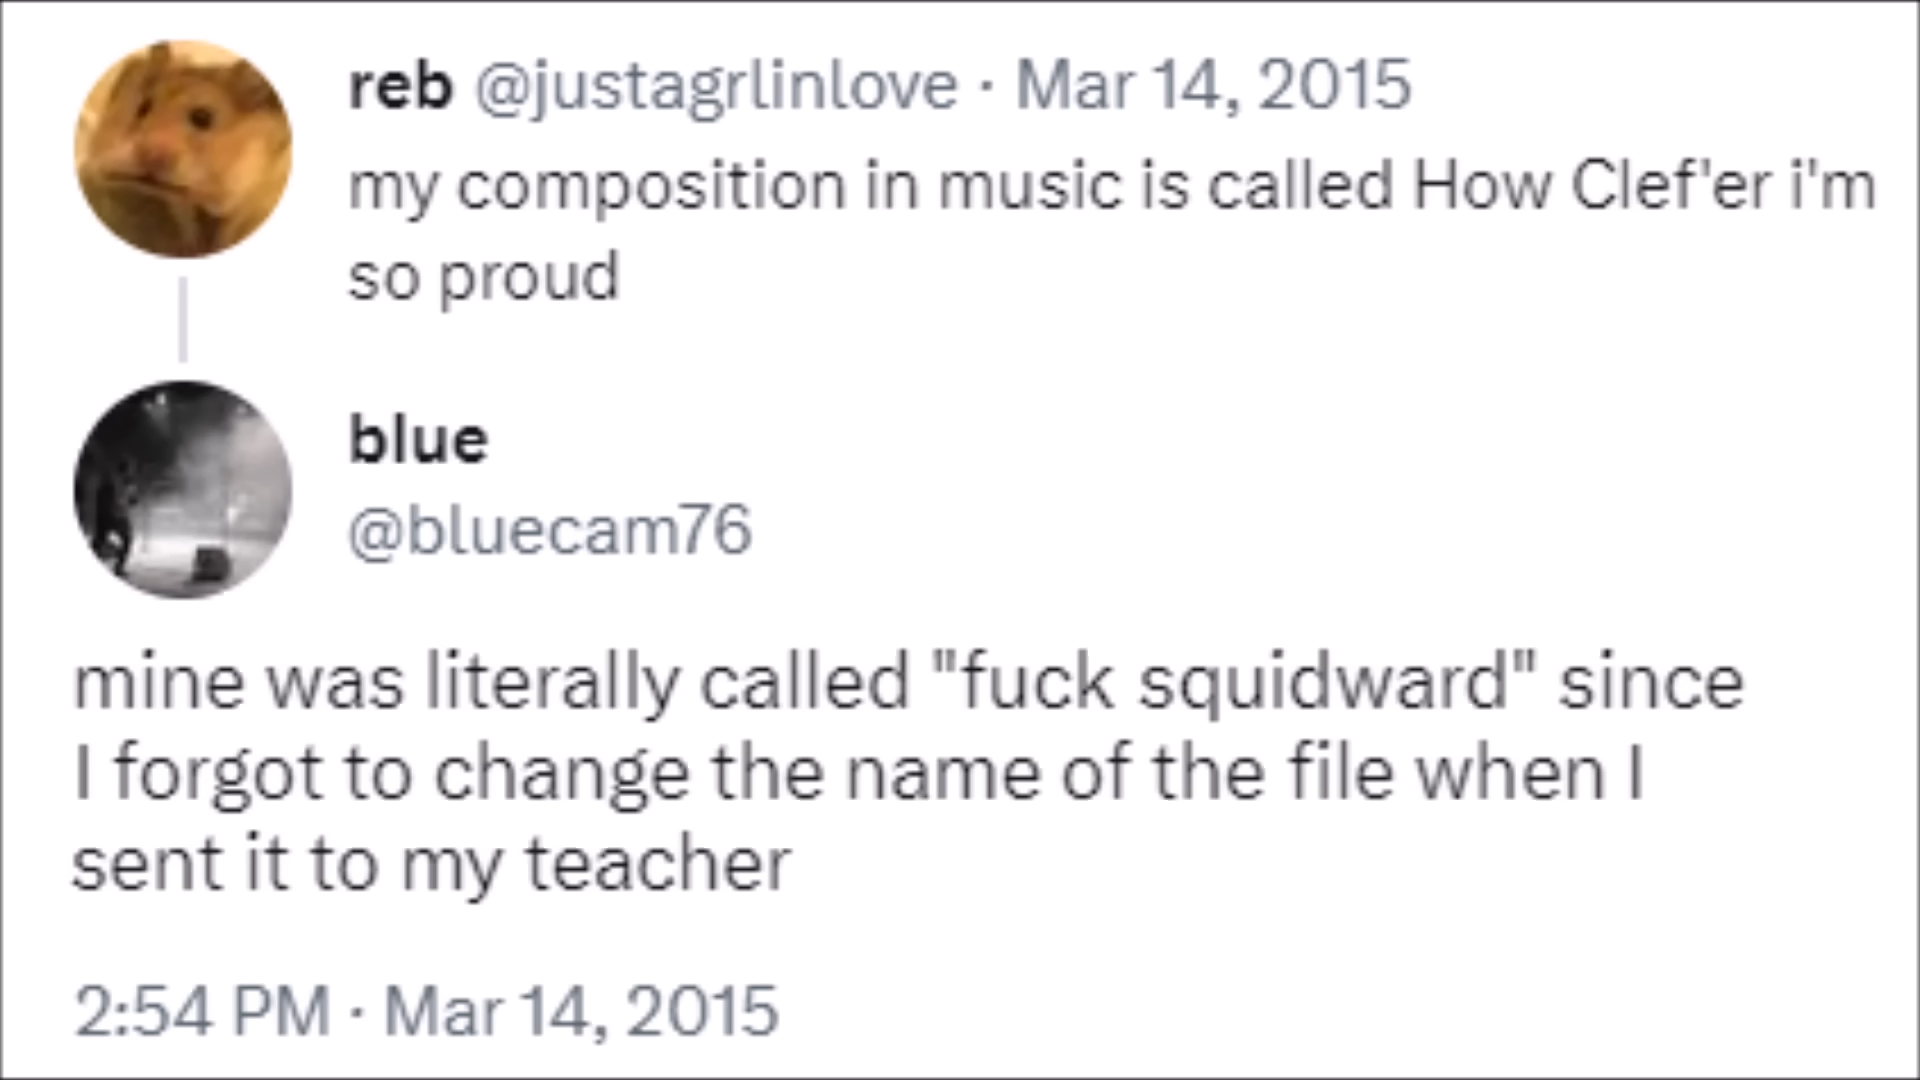 reb @justagrlinlove · Mar 14, 2015
my composition in music is called How Clef'er i'm
so proud
blue
@bluecam76
mine was literally called "fuck squidward" since
I forgot to change the name of the file when I
sent it to my teacher
2:54 PM · Mar 14, 2015